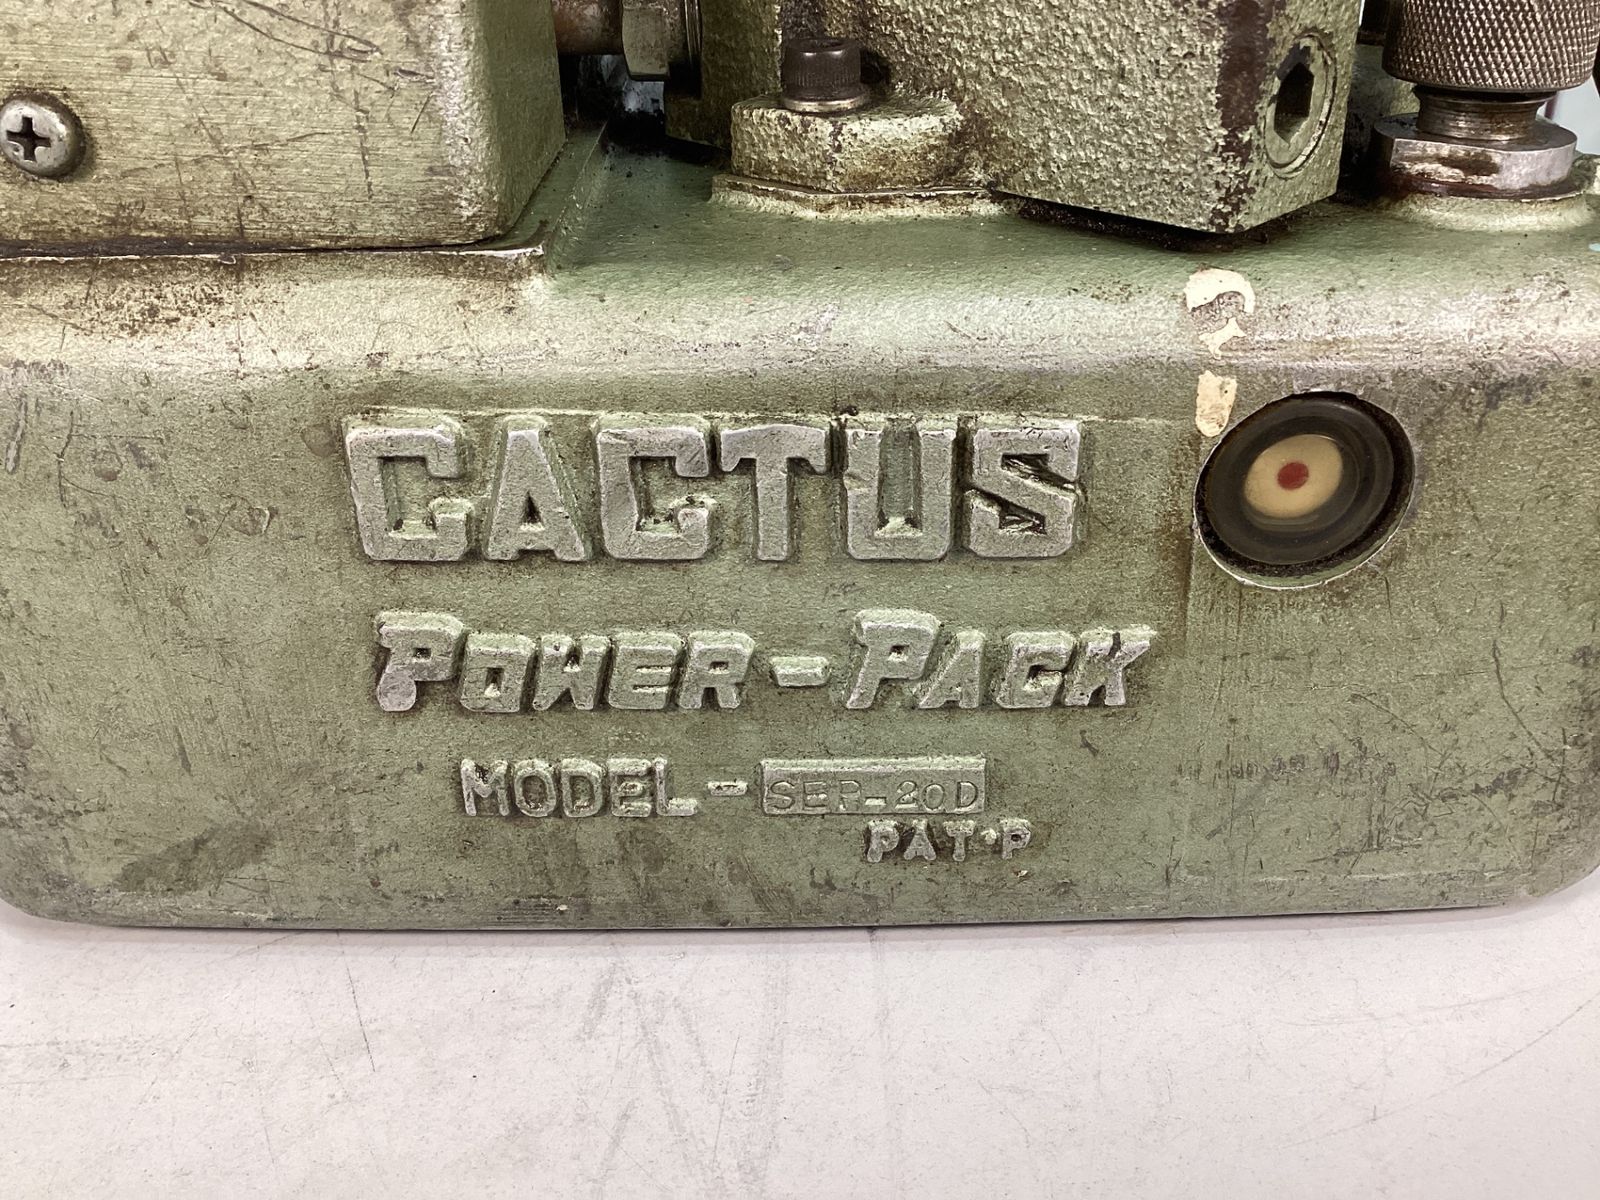 CACTUS
POWER-PACK
MODEL-SEP-20D
PAT.P